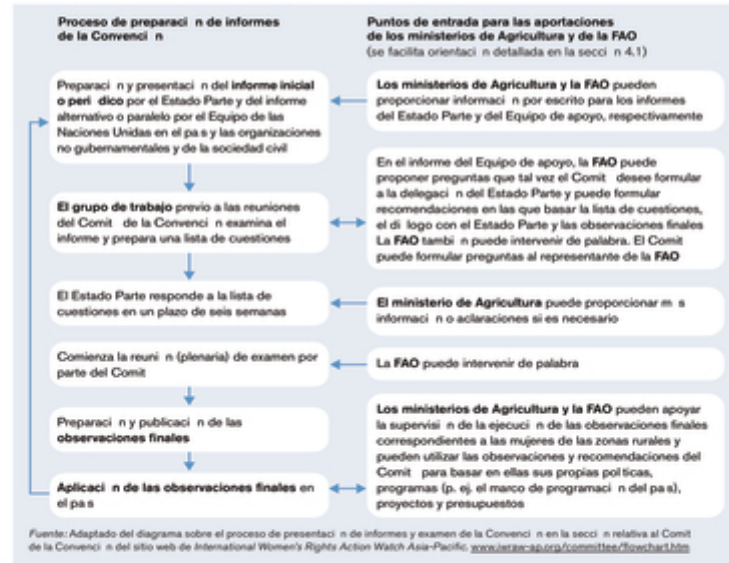 Proceso de preparaci n de informes
de la Convenci n
Puntos de entrada para las aportaciones
de los ministerios de Agricultura y de la FAO
(se facilita orientaci n detallada en la secci n 4.1)
Preparaci n y presentaci n del informe inicial
o peri dico por el Estado Parte y del informe
alternativo o paralelo por el Equipo de las
Naciones Unidas en el pa s y las organizaciones
no gubernamentales y de la sociedad civil
Los ministerios de Agricultura y la FAO pueden
proporcionar informaci n por escrito para los informes
del Estado Parte y del Equipo de apoyo, respectivamente
El grupo de trabajo previo a las reuniones
del Comit de la Convenci n examina el
informe y prepara una lista de cuestiones
En el informe del Equipo de apoyo, la FAO puede
proponer preguntas que tal vez el Comit desee formular
a la delegaci n del Estado Parte y puede formular
recomendaciones en las que basar la lista de cuestiones,
el di logo con el Estado Parte y las observaciones finales
La FAO tambi n puede intervenir de palabra. El Comit
puede formular preguntas al representante de la FAO
El Estado Parte responde a la lista de
cuestiones en un plazo de seis semanas
El ministerio de Agricultura puede proporcionar m s
informaci n o aclaraciones si es necesario
Comienza la reuni n (plenaria) de examen por
parte del Comit
La FAO puede intervenir de palabra
Preparaci n y publicaci n de las
observaciones finales
Aplicaci n de las observaciones finales en
el pa s
Los ministerios de Agricultura y la FAO pueden apoyar
la supervisi n de la ejecuci n de las observaciones finales
correspondientes a las mujeres de las zonas rurales y
pueden utilizar las observaciones y recomendaciones del
Comit para basar en ellas sus propias pol ticas,
programas (p. ej. el marco de programaci n del pa s),
proyectos y presupuestos
Fuente: Adaptado del diagrama sobre el proceso de presentaci n de informes y examen de la Convenci n en la secci n relativa al Comit
de la Convenci n del sitio web de International Women's Rights Action Watch Asia-Pacific, www.iwraw-ap.org/committee/flowchart.htm